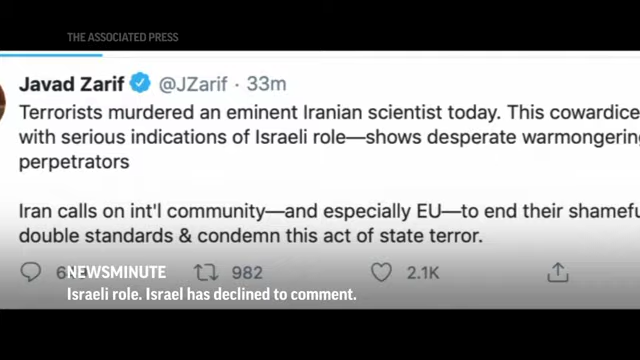 THE ASSOCIATED PRESS
Javad Zarif @JZarif · 33m
Terrorists murdered an eminent Iranian scientist today. This cowardice
with serious indications of Israeli role—shows desperate warmongering
perpetrators
Iran calls on int'l community—and especially EU—to end their shameful
double standards & condemn this act of state terror.
NEWSMINUTE
982
2.1K
Israeli role. Israel has declined to comment.